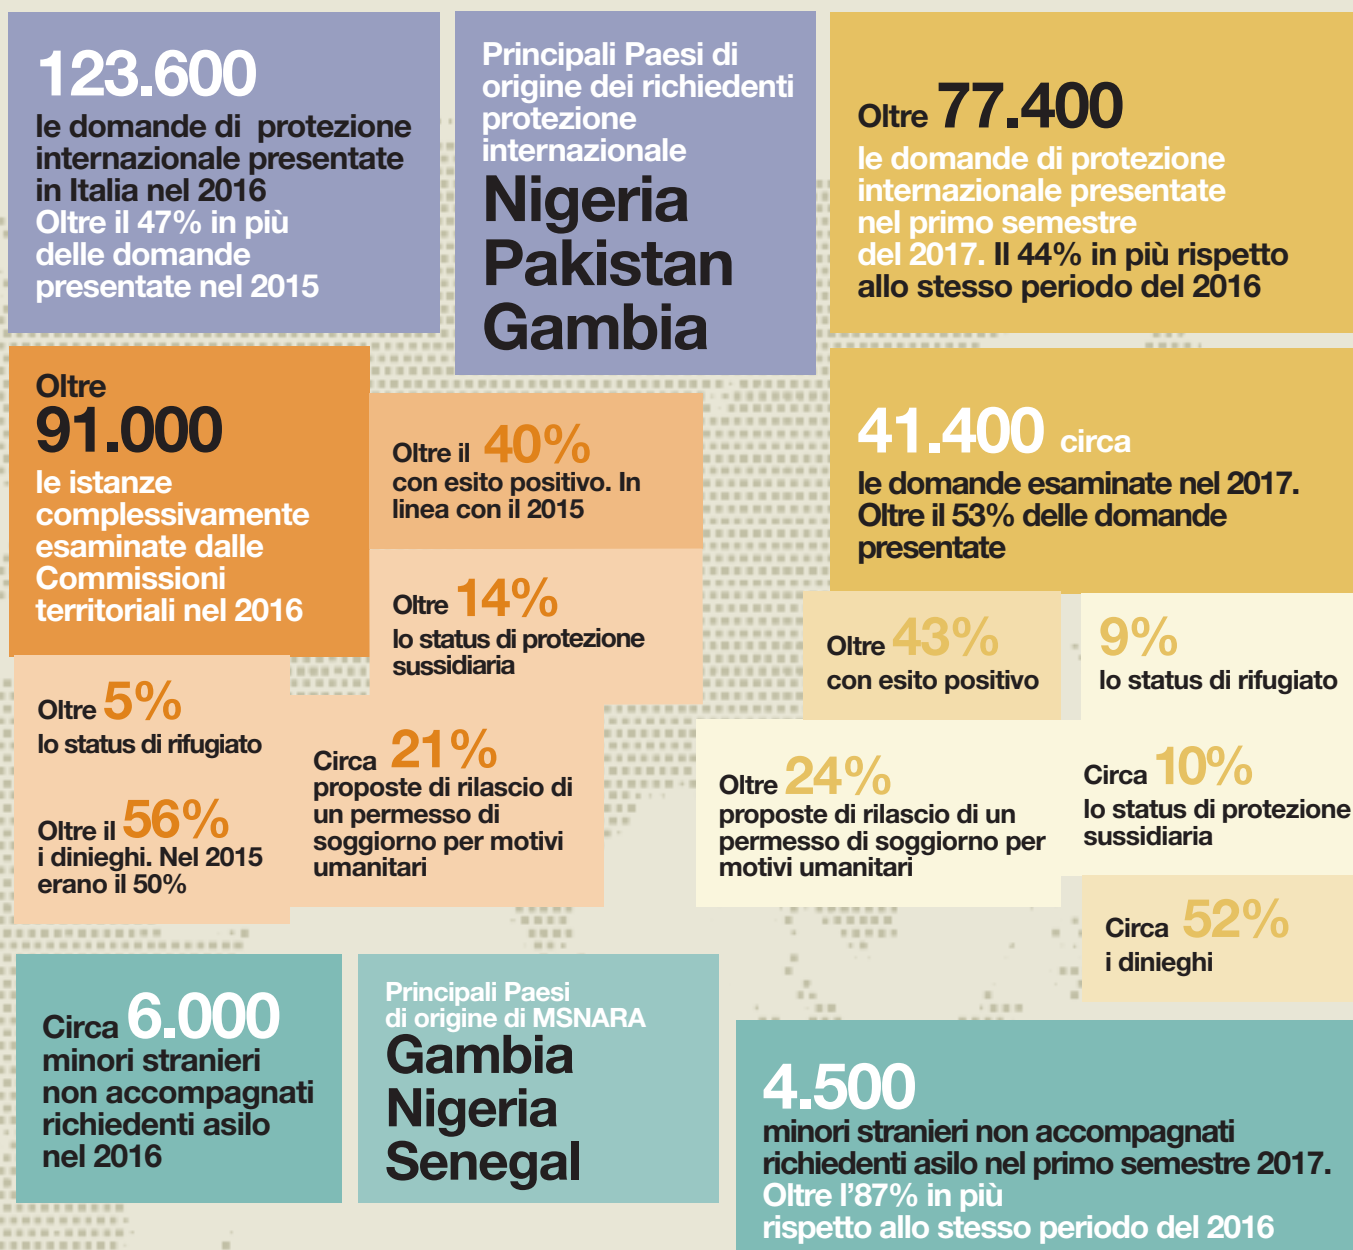 123.600
le domande di protezione
internazionale presentate
in Italia nel 2016
Oltre il 47% in più
delle domande
presentate nel 2015
Principali Paesi di
origine dei richiedenti
protezione
internazionale
Nigeria
Pakistan
Gambia
Oltre 77.400
le domande di protezione
internazionale presentate
nel primo semestre
del 2017. Il 44% in più rispetto
allo stesso periodo del 2016
Oltre
91.000
le istanze
complessivamente
esaminate dalle
Commissioni
territoriali nel 2016
Oltre il 40%
con esito positivo. In
linea con il 2015
Oltre 14%
lo status di protezione
sussidiaria
Oltre 5%
lo status di rifugiato
Oltre il 56%
i dinieghi. Nel 2015
erano il 50%
Circa 21%
proposte di rilascio di
un permesso di
soggiorno per motivi
umanitari
41.400 circa
le domande esaminate nel 2017.
Oltre il 53% delle domande
presentate
Oltre 43%
con esito positivo
9%
lo status di rifugiato
Oltre 24%
proposte di rilascio di un
permesso di soggiorno per
motivi umanitari
Circa 10%
lo status di protezione
sussidiaria
Circa 52%
i dinieghi
Circa 6.000
minori stranieri
non accompagnati
richiedenti asilo
nel 2016
Principali Paesi
di origine di MSNARA
Gambia
Nigeria
Senegal
4.500
minori stranieri non accompagnati
richiedenti asilo nel primo semestre 2017.
Oltre l'87% in più
rispetto allo stesso periodo del 2016